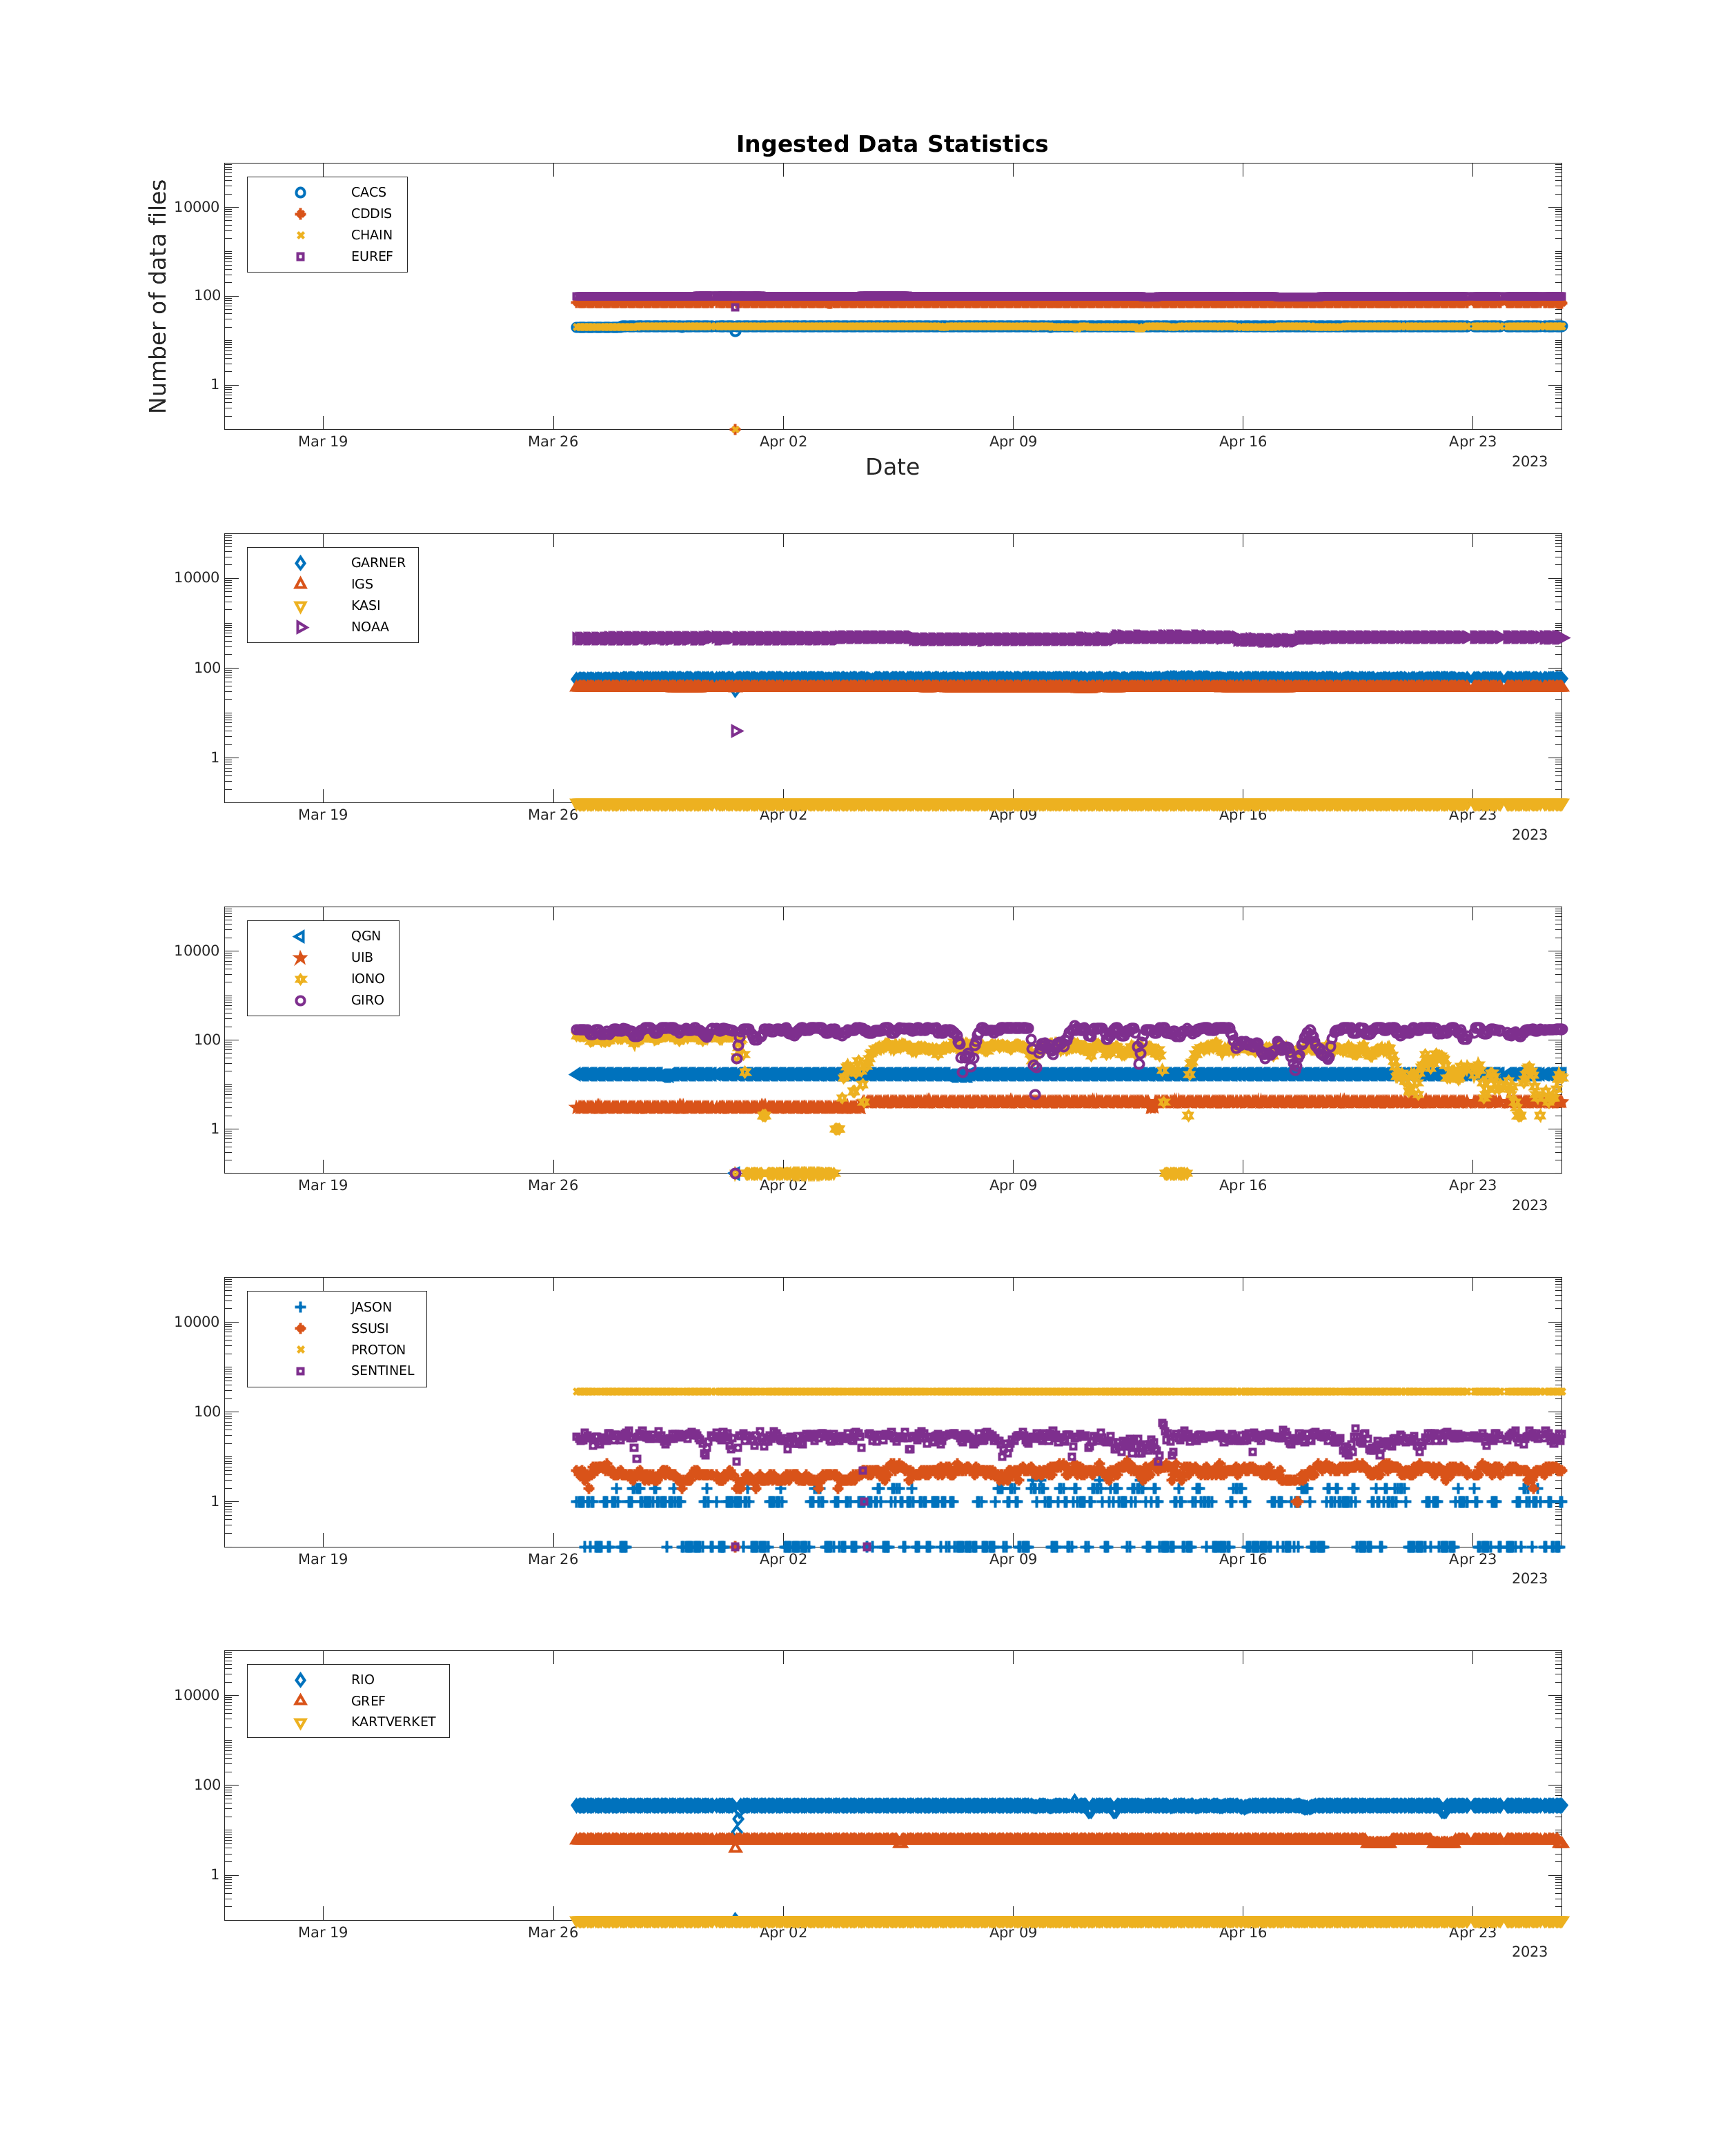 Ingested Data Statistics
Number of data files
CACS
CDDIS
CHAIN
EUREF
10000
100
1
Mar 19 Mar 26 Apr 02 Apr 09 Apr 16 Apr 23
2023
Date
GARNER
IGS
KASI
NOAA
10000
100
1
Mar 19 Mar 26 Apr 02 Apr 09 Apr 16 Apr 23
2023
QGN
UIB
IONO
GIRO
10000
100
1
Mar 19 Mar 26 Apr 02 Apr 09 Apr 16 Apr 23
2023
JASON
SSUSI
PROTON
SENTINEL
10000
100
1
Mar 19 Mar 26 Apr 02 Apr 09 Apr 16 Apr 23
2023
RIO
GREF
KARTVERKET
10000
100
1
Mar 19 Mar 26 Apr 02 Apr 09 Apr 16 Apr 23
2023